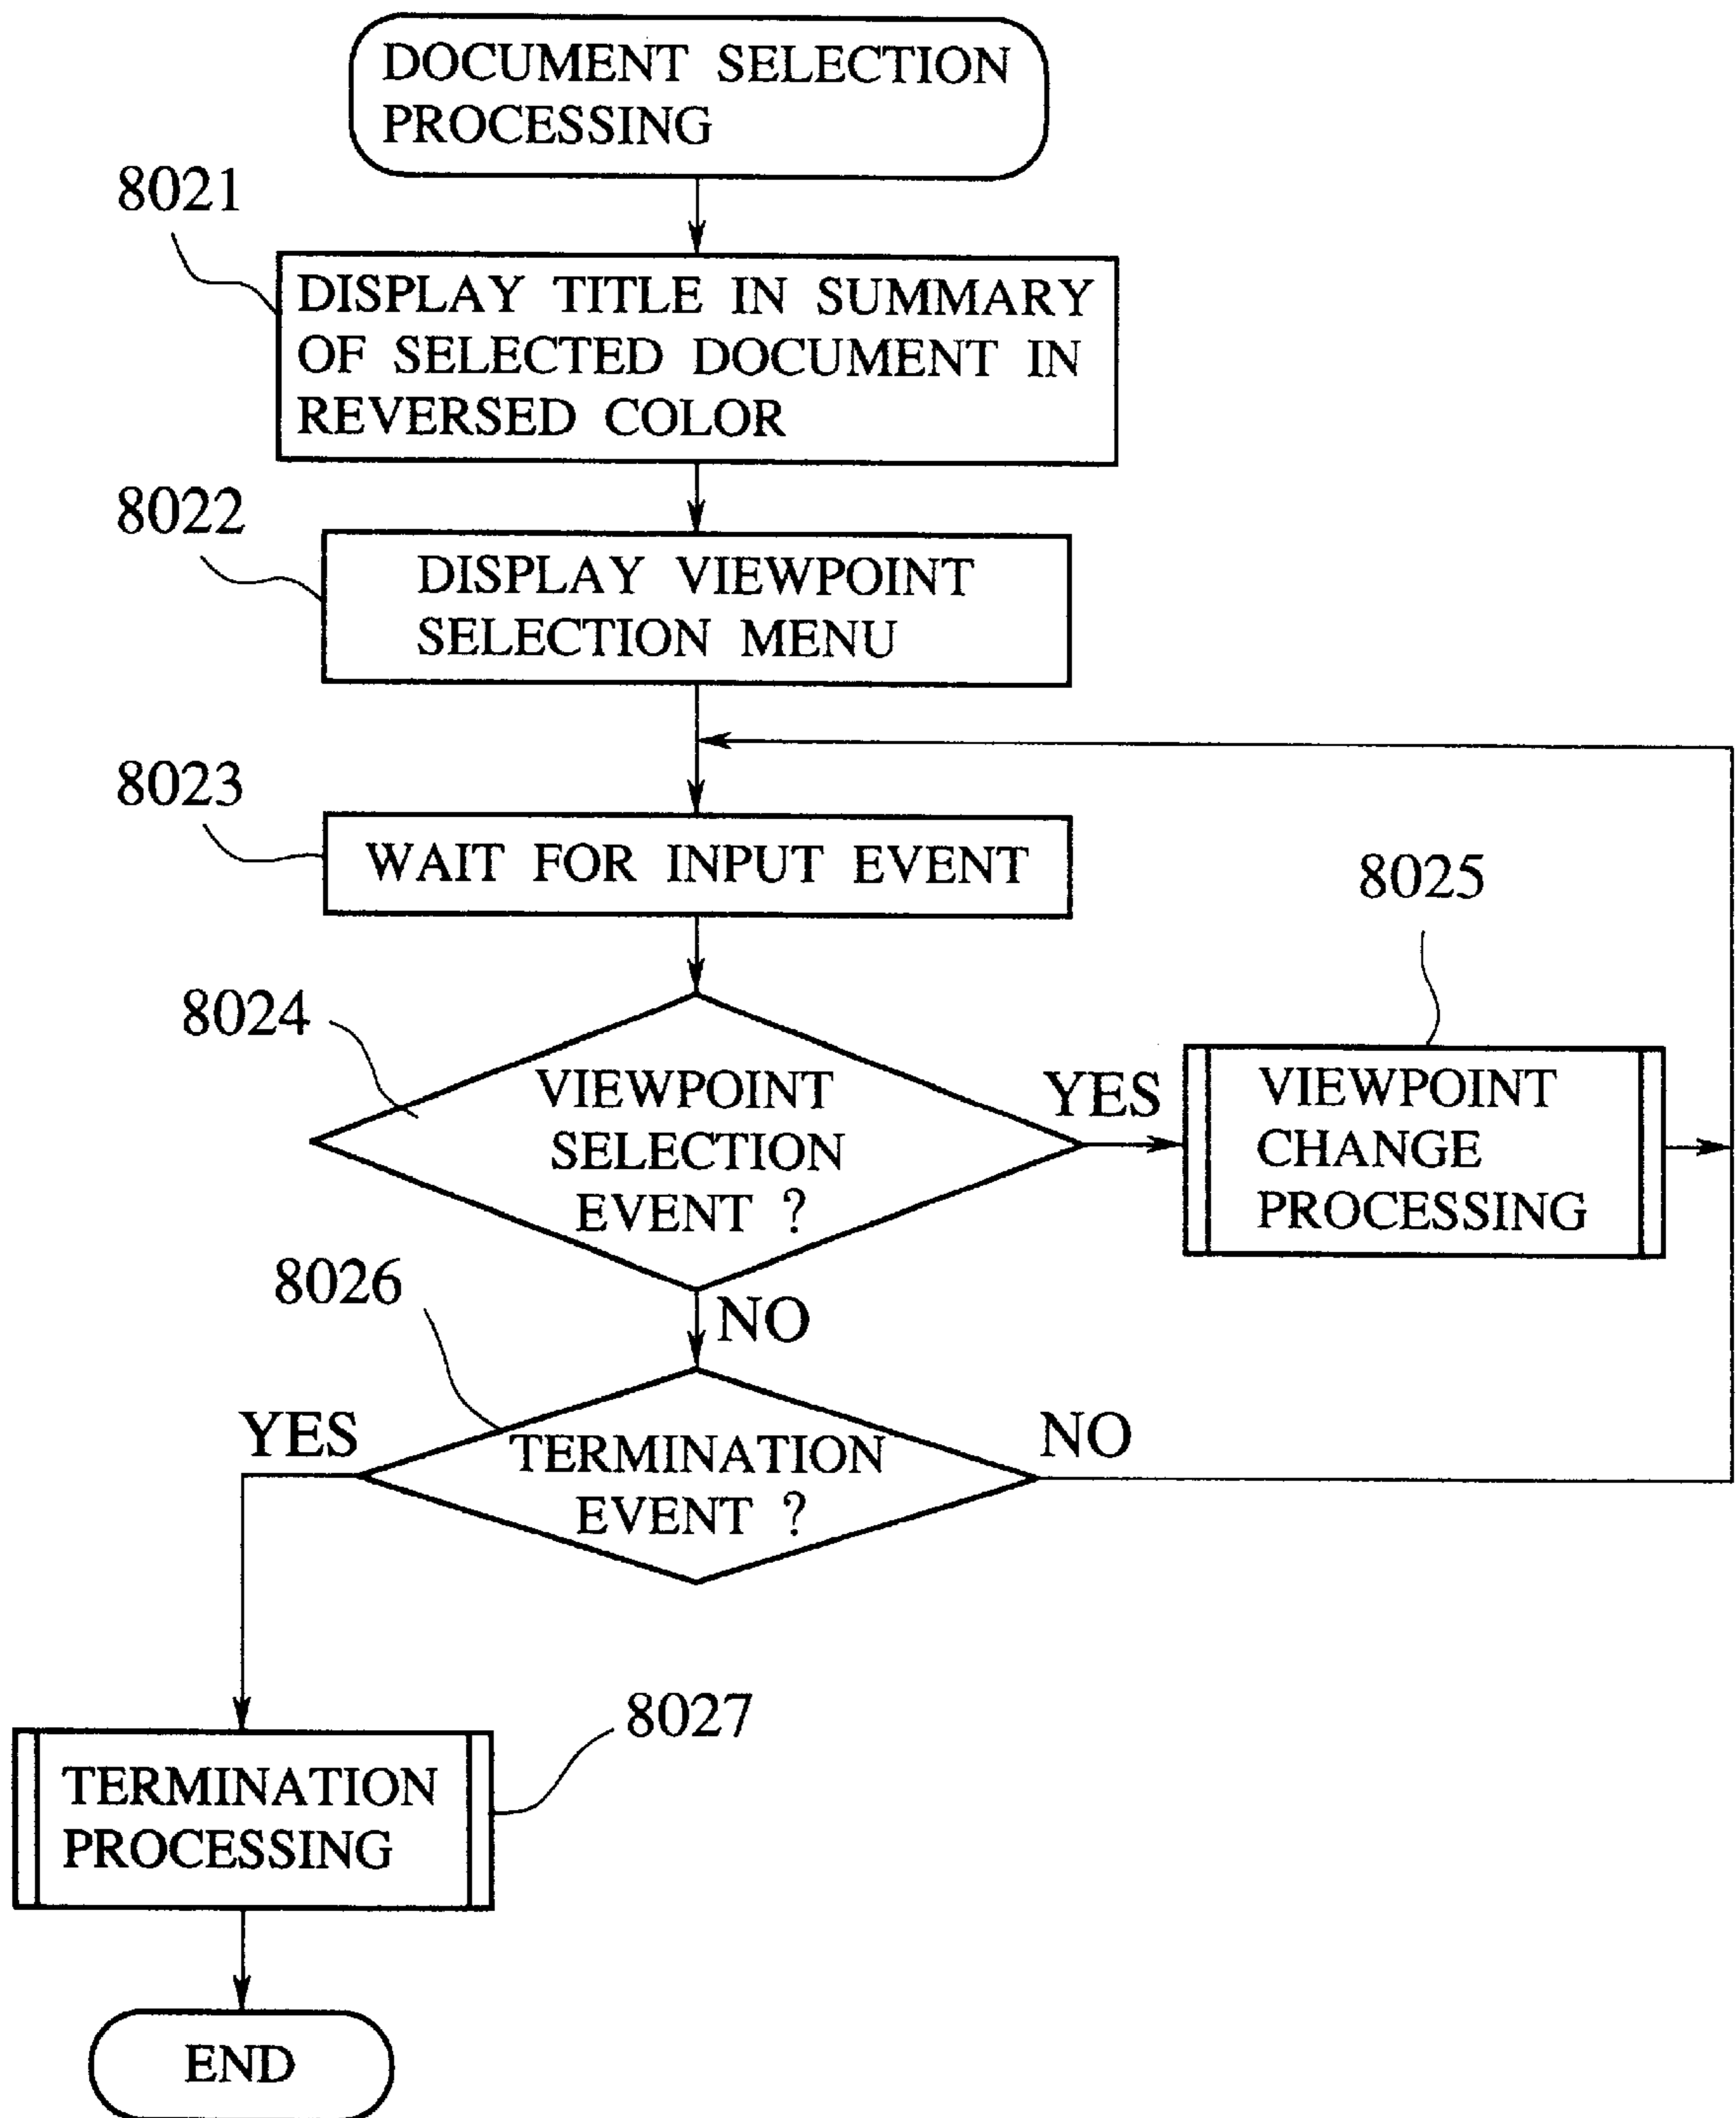 DOCUMENT SELECTION
PROCESSING
8021
DISPLAY TITLE IN SUMMARY
OF SELECTED DOCUMENT IN
REVERSED COLOR
8022
DISPLAY VIEWPOINT
SELECTION MENU
8023
WAIT FOR INPUT EVENT
8024
VIEWPOINT
SELECTION
EVENT ?
YES
8025
VIEWPOINT
CHANGE
PROCESSING
NO
8026
TERMINATION
EVENT ?
YES
NO
8027
TERMINATION
PROCESSING
END